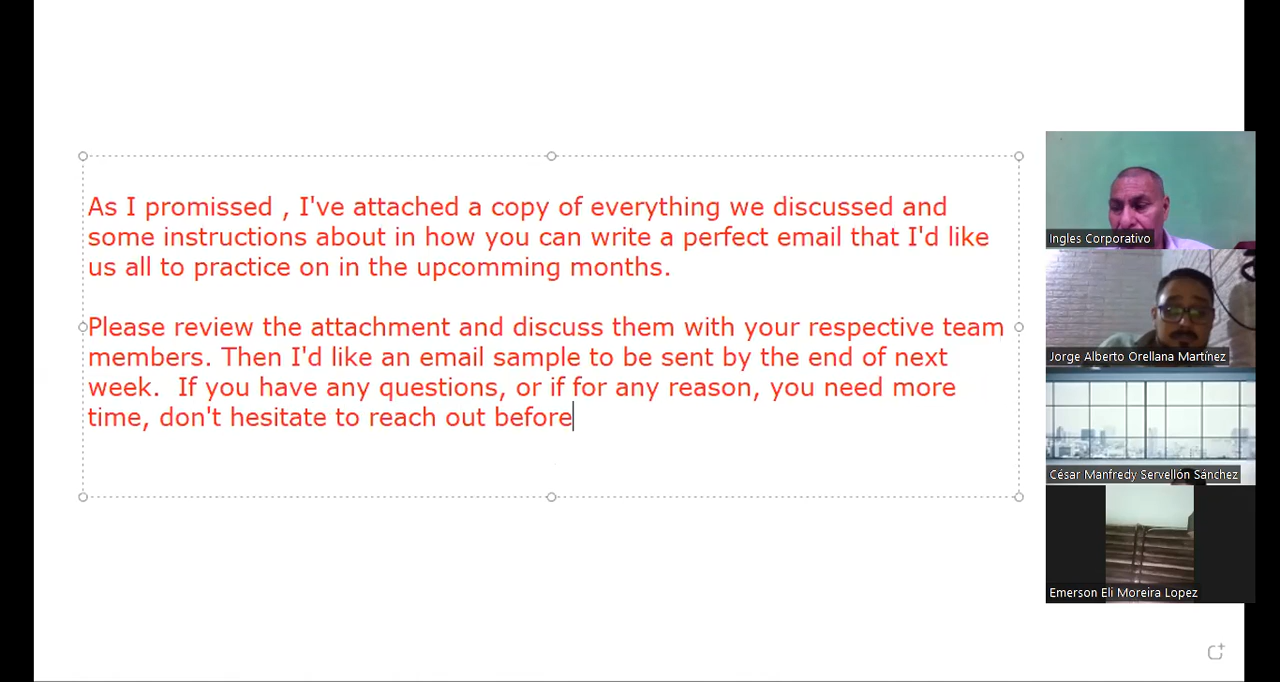 As I promissed , I've attached a copy of everything we discussed and
some instructions about in how you can write a perfect email that I'd like
us all to practice on in the upcomming months.
Please review the attachment and discuss them with your respective team
members. Then I'd like an email sample to be sent by the end of next
week.  If you have any questions, or if for any reason, you need more
time, don't hesitate to reach out before
Ingles Corporativo
Jorge Alberto Orellana Martínez
César Manfredy Servellón Sánchez
Emerson Eli Moreira Lopez